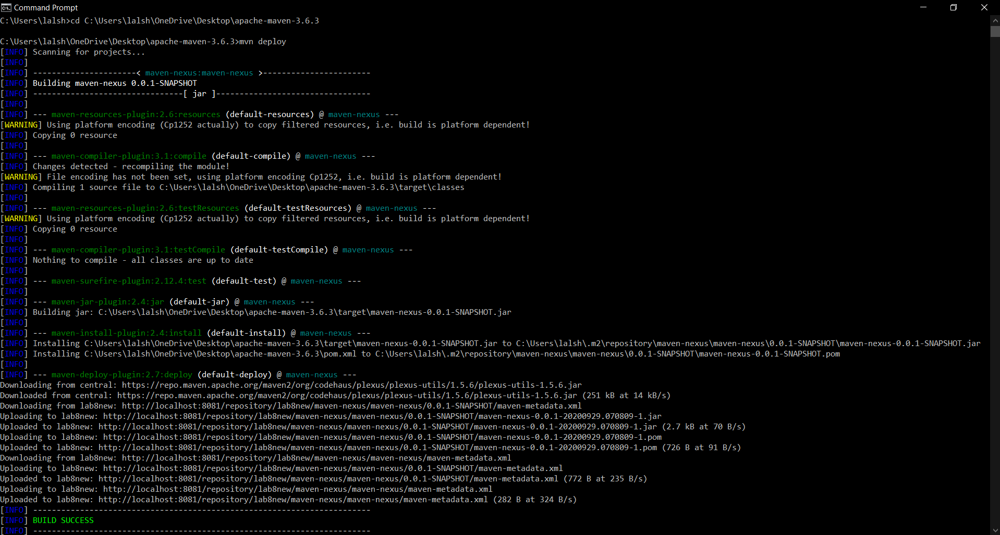 Command Prompt
C:\Users\lalsh>cd C:\Users\lalsh\OneDrive\Desktop\apache-maven-3.6.3
C:\Users\lalsh\OneDrive\Desktop\apache-maven-3.6.3>mvn deploy
[INFO] Scanning for projects...
[INFO]
[INFO] ----------------------< maven-nexus:maven-nexus >-----------------------
[INFO] Building maven-nexus 0.0.1-SNAPSHOT
[INFO] --------------------------------[ jar ]---------------------------------
[INFO]
[INFO] --- maven-resources-plugin:2.6:resources (default-resources) @ maven-nexus ---
[WARNING] Using platform encoding (Cp1252 actually) to copy filtered resources, i.e. build is platform dependent!
[INFO] Copying 0 resource
[INFO]
[INFO] --- maven-compiler-plugin:3.1:compile (default-compile) @ maven-nexus ---
[INFO] Changes detected - recompiling the module!
[WARNING] File encoding has not been set, using platform encoding Cp1252, i.e. build is platform dependent!
[INFO] Compiling 1 source file to C:\Users\lalsh\OneDrive\Desktop\apache-maven-3.6.3\target\classes
[INFO]
[INFO] --- maven-resources-plugin:2.6:testResources (default-testResources) @ maven-nexus ---
[WARNING] Using platform encoding (Cp1252 actually) to copy filtered resources, i.e. build is platform dependent!
[INFO] Copying 0 resource
[INFO]
[INFO] --- maven-compiler-plugin:3.1:testCompile (default-testCompile) @ maven-nexus ---
[INFO] Nothing to compile - all classes are up to date
[INFO]
[INFO] --- maven-surefire-plugin:2.12.4:test (default-test) @ maven-nexus ---
[INFO]
[INFO] --- maven-jar-plugin:2.4:jar (default-jar) @ maven-nexus ---
[INFO] Building jar: C:\Users\lalsh\OneDrive\Desktop\apache-maven-3.6.3\target\maven-nexus-0.0.1-SNAPSHOT.jar
[INFO]
[INFO] --- maven-install-plugin:2.4:install (default-install) @ maven-nexus ---
[INFO] Installing C:\Users\lalsh\OneDrive\Desktop\apache-maven-3.6.3\target\maven-nexus-0.0.1-SNAPSHOT.jar to C:\Users\lalsh\.m2\repository\maven-nexus\maven-nexus\0.0.1-SNAPSHOT\maven-nexus-0.0.1-SNAPSHOT.jar
[INFO] Installing C:\Users\lalsh\OneDrive\Desktop\apache-maven-3.6.3\pom.xml to C:\Users\lalsh\.m2\repository\maven-nexus\maven-nexus\0.0.1-SNAPSHOT\maven-nexus-0.0.1-SNAPSHOT.pom
[INFO]
[INFO] --- maven-deploy-plugin:2.7:deploy (default-deploy) @ maven-nexus ---
Downloading from central: https://repo.maven.apache.org/maven2/org/codehaus/plexus/plexus-utils/1.5.6/plexus-utils-1.5.6.jar
Downloaded from central: https://repo.maven.apache.org/maven2/org/codehaus/plexus/plexus-utils/1.5.6/plexus-utils-1.5.6.jar (251 kB at 14 kB/s)
Downloading from lab8new: http://localhost:8081/repository/lab8new/maven-nexus/maven-nexus/0.0.1-SNAPSHOT/maven-metadata.xml
Uploading to lab8new: http://localhost:8081/repository/lab8new/maven-nexus/maven-nexus/0.0.1-SNAPSHOT/maven-nexus-0.0.1-20200929.070809-1.jar
Uploaded to lab8new: http://localhost:8081/repository/lab8new/maven-nexus/maven-nexus/0.0.1-SNAPSHOT/maven-nexus-0.0.1-20200929.070809-1.jar (2.7 kB at 70 B/s)
Uploading to lab8new: http://localhost:8081/repository/lab8new/maven-nexus/maven-nexus/0.0.1-SNAPSHOT/maven-nexus-0.0.1-20200929.070809-1.pom
Uploaded to lab8new: http://localhost:8081/repository/lab8new/maven-nexus/maven-nexus/0.0.1-SNAPSHOT/maven-nexus-0.0.1-20200929.070809-1.pom (726 B at 91 B/s)
Downloading from lab8new: http://localhost:8081/repository/lab8new/maven-nexus/maven-nexus/maven-metadata.xml
Uploading to lab8new: http://localhost:8081/repository/lab8new/maven-nexus/maven-nexus/0.0.1-SNAPSHOT/maven-metadata.xml
Uploaded to lab8new: http://localhost:8081/repository/lab8new/maven-nexus/maven-nexus/0.0.1-SNAPSHOT/maven-metadata.xml (772 B at 235 B/s)
Uploading to lab8new: http://localhost:8081/repository/lab8new/maven-nexus/maven-nexus/maven-metadata.xml
Uploaded to lab8new: http://localhost:8081/repository/lab8new/maven-nexus/maven-nexus/maven-metadata.xml (282 B at 324 B/s)
[INFO] ------------------------------------------------------------------------
[INFO] BUILD SUCCESS
[INFO] ------------------------------------------------------------------------